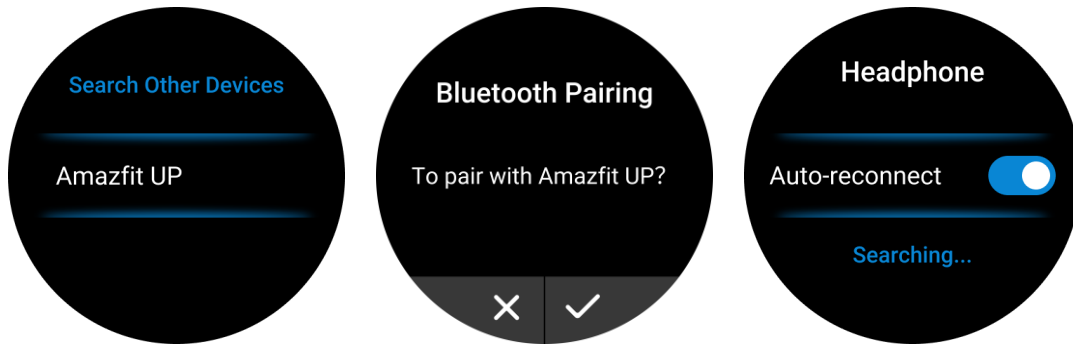 Search Other Devices
Amazfit UP
Bluetooth Pairing
To pair with Amazfit UP?
Headphone
Auto-reconnect
Searching...